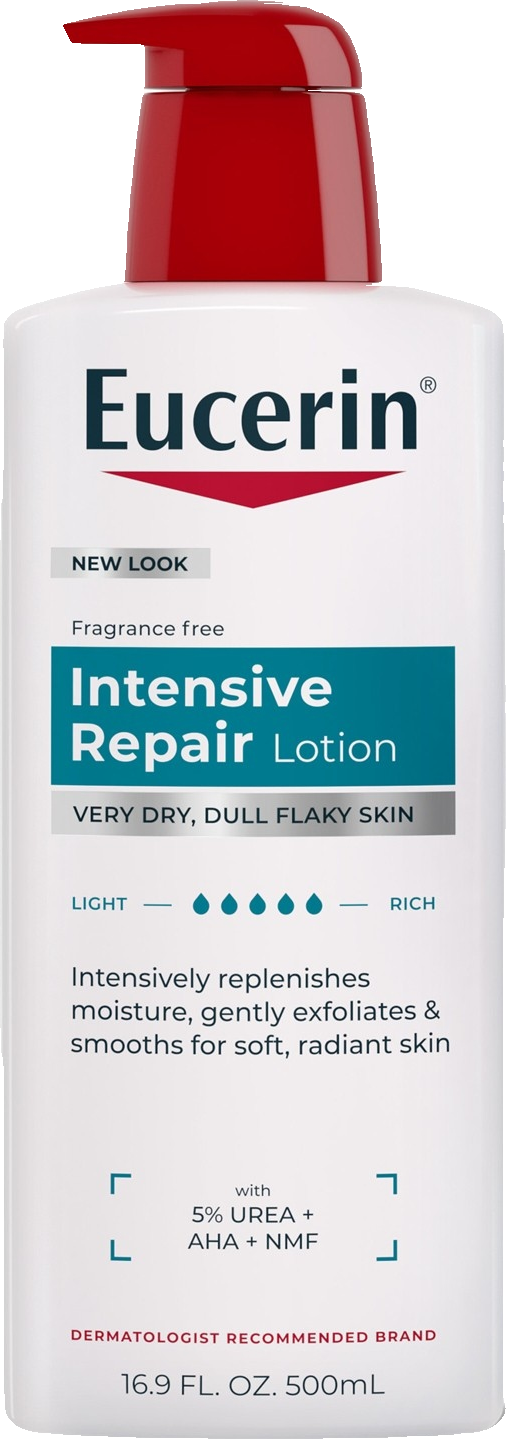 Eucerin®
NEW LOOK
Fragrance free
Intensive
Repair Lotion
VERY DRY, DULL FLAKY SKIN
LIGHT — — RICH
Intensively replenishes
moisture, gently exfoliates &
smooths for soft, radiant skin
with
5% UREA +
AHA + NMF
DERMATOLOGIST RECOMMENDED BRAND
16.9 FL. OZ. 500mL